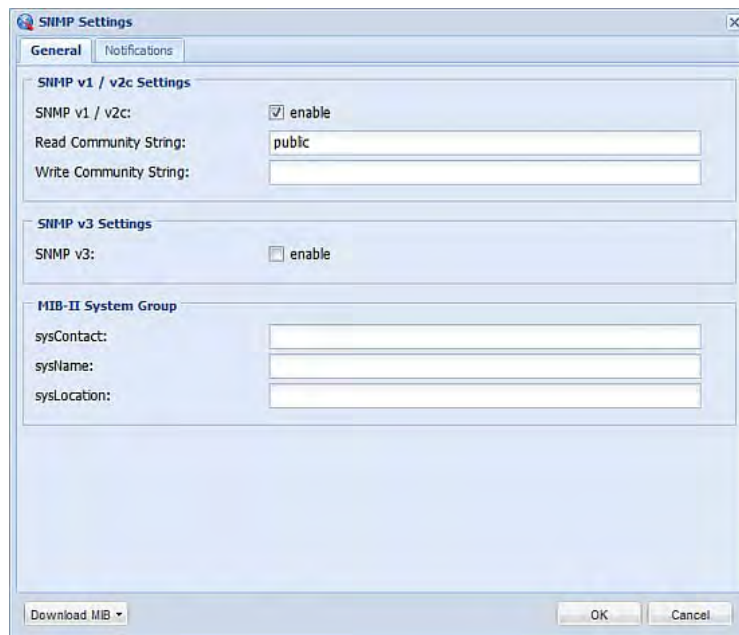 SNMP Settings
General Notifications
SNMP v1 / v2c Settings
SNMP v1 / v2c: enable
Read Community String: public
Write Community String:
SNMP v3 Settings
SNMP v3: enable
MIB-II System Group
sysContact:
sysName:
sysLocation:
Download MIB OK Cancel